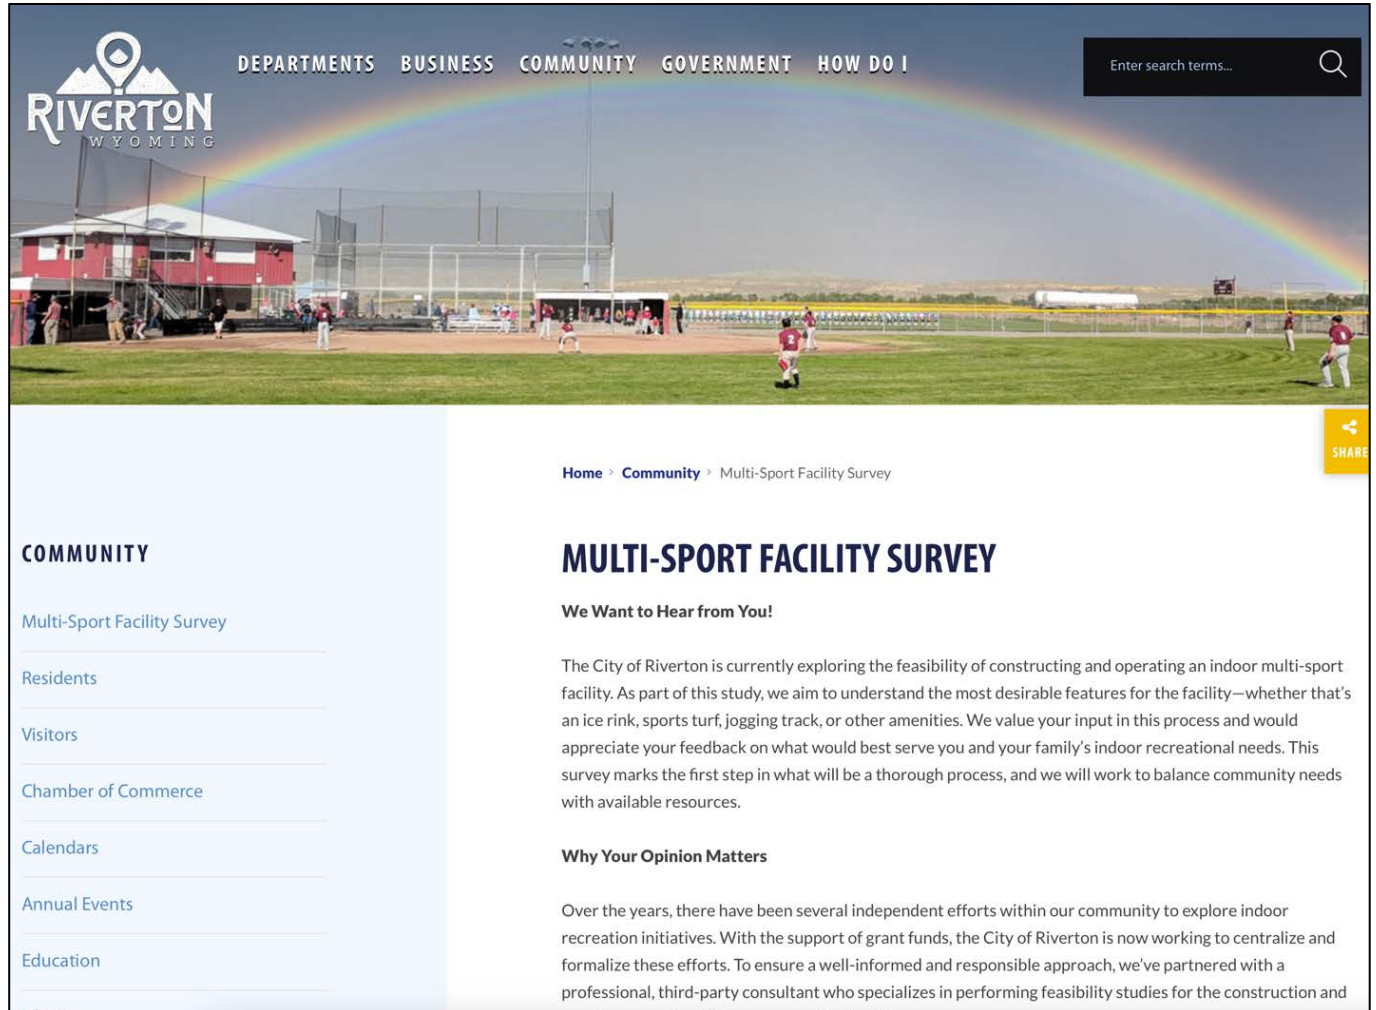 RIVERTON
WYOMING
DEPARTMENTS BUSINESS COMMUNITY GOVERNMENT HOW DO I
Enter search terms...
SHARE
Home > Community > Multi-Sport Facility Survey
COMMUNITY
Multi-Sport Facility Survey
Residents
Visitors
Chamber of Commerce
Calendars
Annual Events
Education
MULTI-SPORT FACILITY SURVEY
We Want to Hear from You!
The City of Riverton is currently exploring the feasibility of constructing and operating an indoor multi-sport
facility. As part of this study, we aim to understand the most desirable features for the facility—whether that's
an ice rink, sports turf, jogging track, or other amenities. We value your input in this process and would
appreciate your feedback on what would best serve you and your family's indoor recreational needs. This
survey marks the first step in what will be a thorough process, and we will work to balance community needs
with available resources.
Why Your Opinion Matters
Over the years, there have been several independent efforts within our community to explore indoor
recreation initiatives. With the support of grant funds, the City of Riverton is now working to centralize and
formalize these efforts. To ensure a well-informed and responsible approach, we've partnered with a
professional, third-party consultant who specializes in performing feasibility studies for the construction and